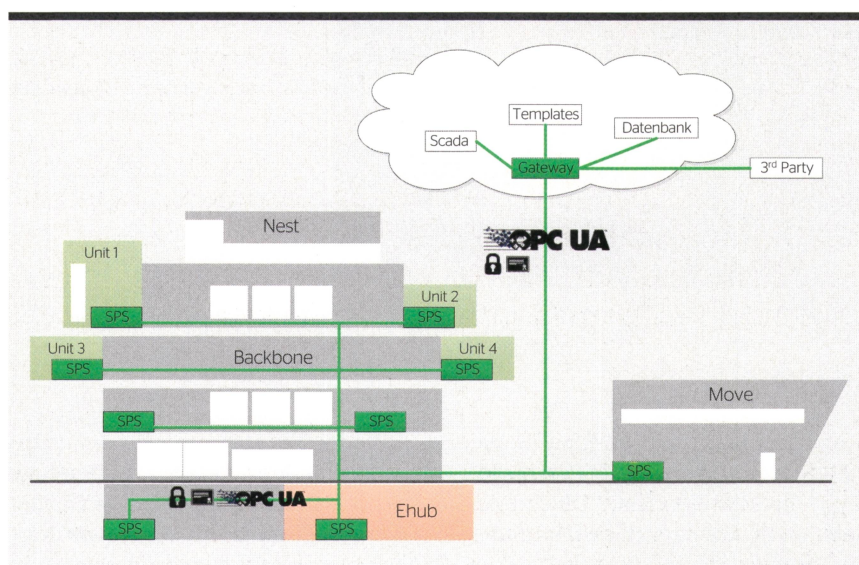 Templates
Datenbank
Scada
Gateway
3rd Party
OPC UA
Nest
Unit 1
SPS
Unit 2
SPS
Unit 3
SPS
Backbone
Unit 4
SPS
SPS
SPS
Move
SPS
OPC UA
SPS
SPS
Ehub